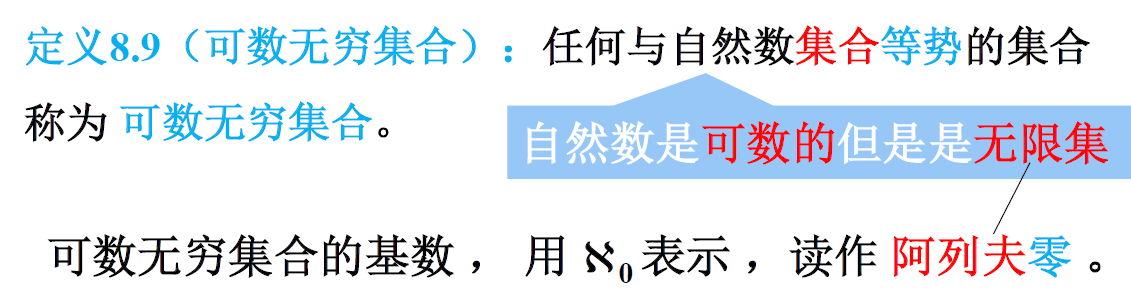 定义8.9（可数无穷集合）：任何与自然数集合等势的集合
称为 可数无穷集合。
自然数是可数的但是是无限集
可数无穷集合的基数， 用 ℵ₀ 表示，读作 阿列夫零 。